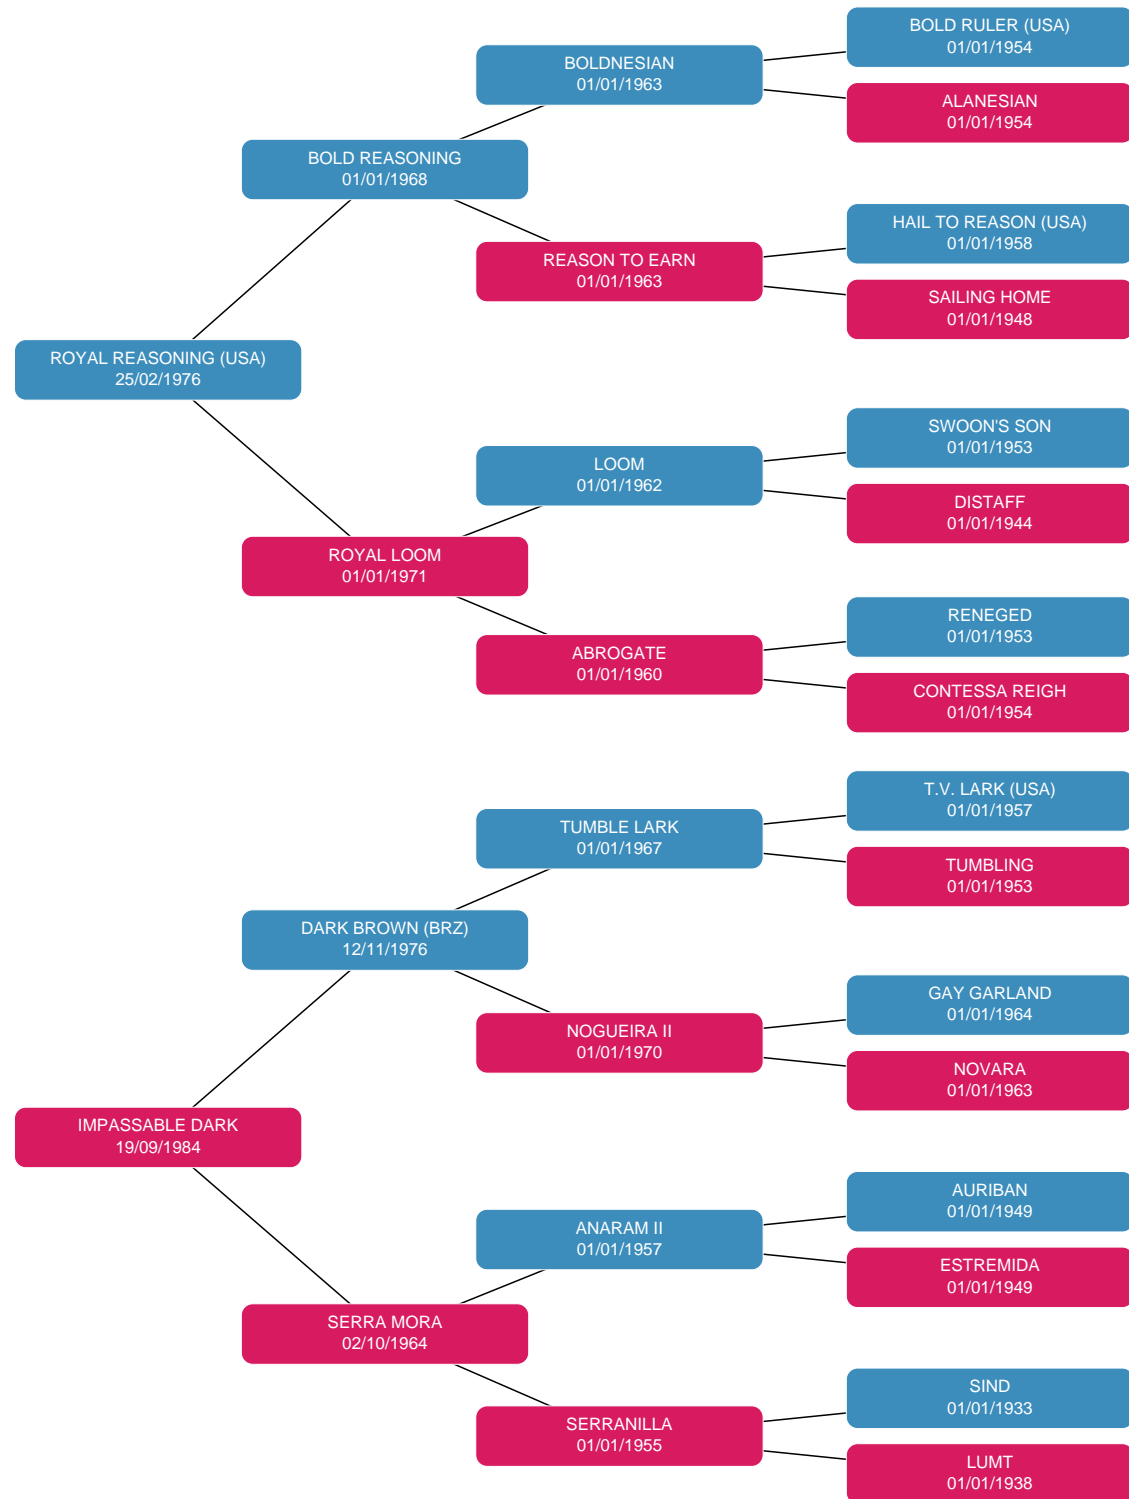 BOLD RULER (USA)
01/01/1954
BOLDNESIAN
01/01/1963
ALANESIAN
01/01/1954
BOLD REASONING
01/01/1968
HAIL TO REASON (USA)
01/01/1958
REASON TO EARN
01/01/1963
SAILING HOME
01/01/1948
ROYAL REASONING (USA)
25/02/1976
SWOON'S SON
01/01/1953
LOOM
01/01/1962
DISTAFF
01/01/1944
ROYAL LOOM
01/01/1971
RENEGED
01/01/1953
ABROGATE
01/01/1960
CONTESSA REIGH
01/01/1954
T.V. LARK (USA)
01/01/1957
TUMBLE LARK
01/01/1967
TUMBLING
01/01/1953
DARK BROWN (BRZ)
12/11/1976
GAY GARLAND
01/01/1964
NOGUEIRA II
01/01/1970
NOVARA
01/01/1963
IMPASSABLE DARK
19/09/1984
AURIBAN
01/01/1949
ANARAM II
01/01/1957
ESTREMIDA
01/01/1949
SERRA MORA
02/10/1964
SIND
01/01/1933
SERRANILLA
01/01/1955
LUMT
01/01/1938